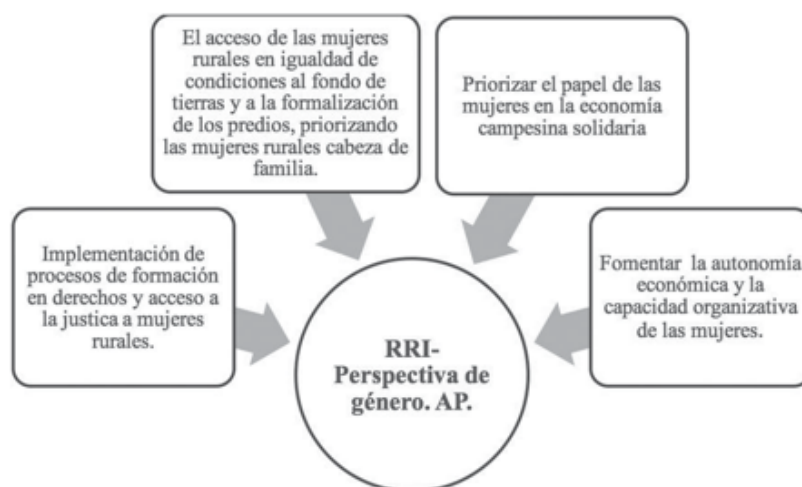 El acceso de las mujeres
rurales en igualdad de
condiciones al fondo de
tierras y a la formalización
de los predios, priorizando
las mujeres rurales cabeza de
familia.
Priorizar el papel de las
mujeres en la economía
campesina solidaria
Implementación de
procesos de formación
en derechos y acceso a
la justicia a mujeres
rurales.
Fomentar la autonomía
económica y la
capacidad organizativa
de las mujeres.
RRI-
Perspectiva de
género. AP.